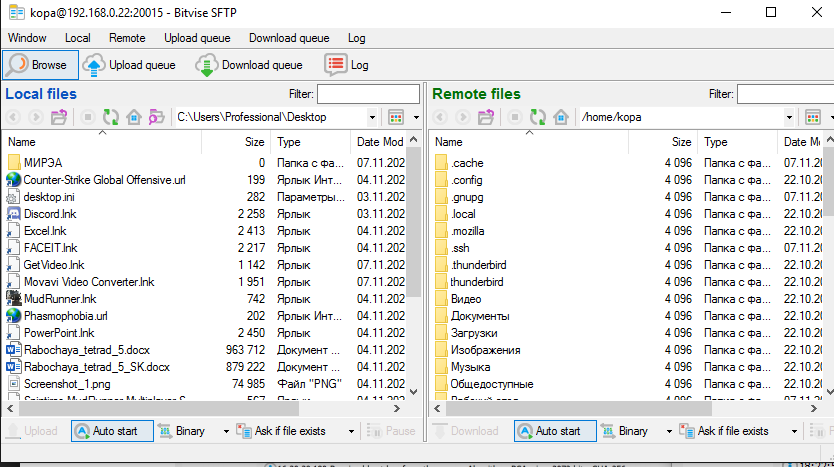 kopa@192.168.0.22:20015 - Bitvise SFTP
Window Local Remote Upload queue Download queue Log
Browse Upload queue Download queue Log
Local files Filter: Remote files Filter:
C:\Users\Professional\Desktop /home/kopa
Name Size Type Date Mod Name Size Type Date Mo
МИРЭА 0 Папка с фа... 07.11.202 .cache 4 096 Папка с фа... 07.11.20
Counter-Strike Global Offensive.url 199 Ярлык Инт... 04.11.202 .config 4 096 Папка с фа... 22.10.20
desktop.ini 282 Параметры... 03.11.202 .gnupg 4 096 Папка с фа... 07.11.20
Discord.lnk 2 258 Ярлык 03.11.202 .local 4 096 Папка с фа... 22.10.20
Excel.lnk 2 413 Ярлык 04.11.202 .mozilla 4 096 Папка с фа... 22.10.20
FACEIT.lnk 2 217 Ярлык 04.11.202 .ssh 4 096 Папка с фа... 07.11.20
GetVideo.lnk 1 142 Ярлык 07.11.202 .thunderbird 4 096 Папка с фа... 22.10.20
Movavi Video Converter.lnk 1 951 Ярлык 07.11.202 thunderbird 4 096 Папка с фа... 22.10.20
MudRunner.lnk 742 Ярлык 04.11.202 Видео 4 096 Папка с фа... 22.10.20
Phasmophobia.url 202 Ярлык Инт... 04.11.202 Документы 4 096 Папка с фа... 22.10.20
PowerPoint.lnk 2 450 Ярлык 04.11.202 Загрузки 4 096 Папка с фа... 22.10.20
Rabochaya_tetrad_5.docx 963 712 Документ ... 04.11.202 Изображения 4 096 Папка с фа... 22.10.20
Rabochaya_tetrad_5_SK.docx 879 222 Документ ... 04.11.202 Музыка 4 096 Папка с фа... 22.10.20
Screenshot_1.png 74 985 Файл "PNG" 04.11.202 Общедоступные 4 096 Папка с фа... 22.10.20
Upload Auto start Binary Ask if file exists Pause Download Auto start Binary Ask if file exists